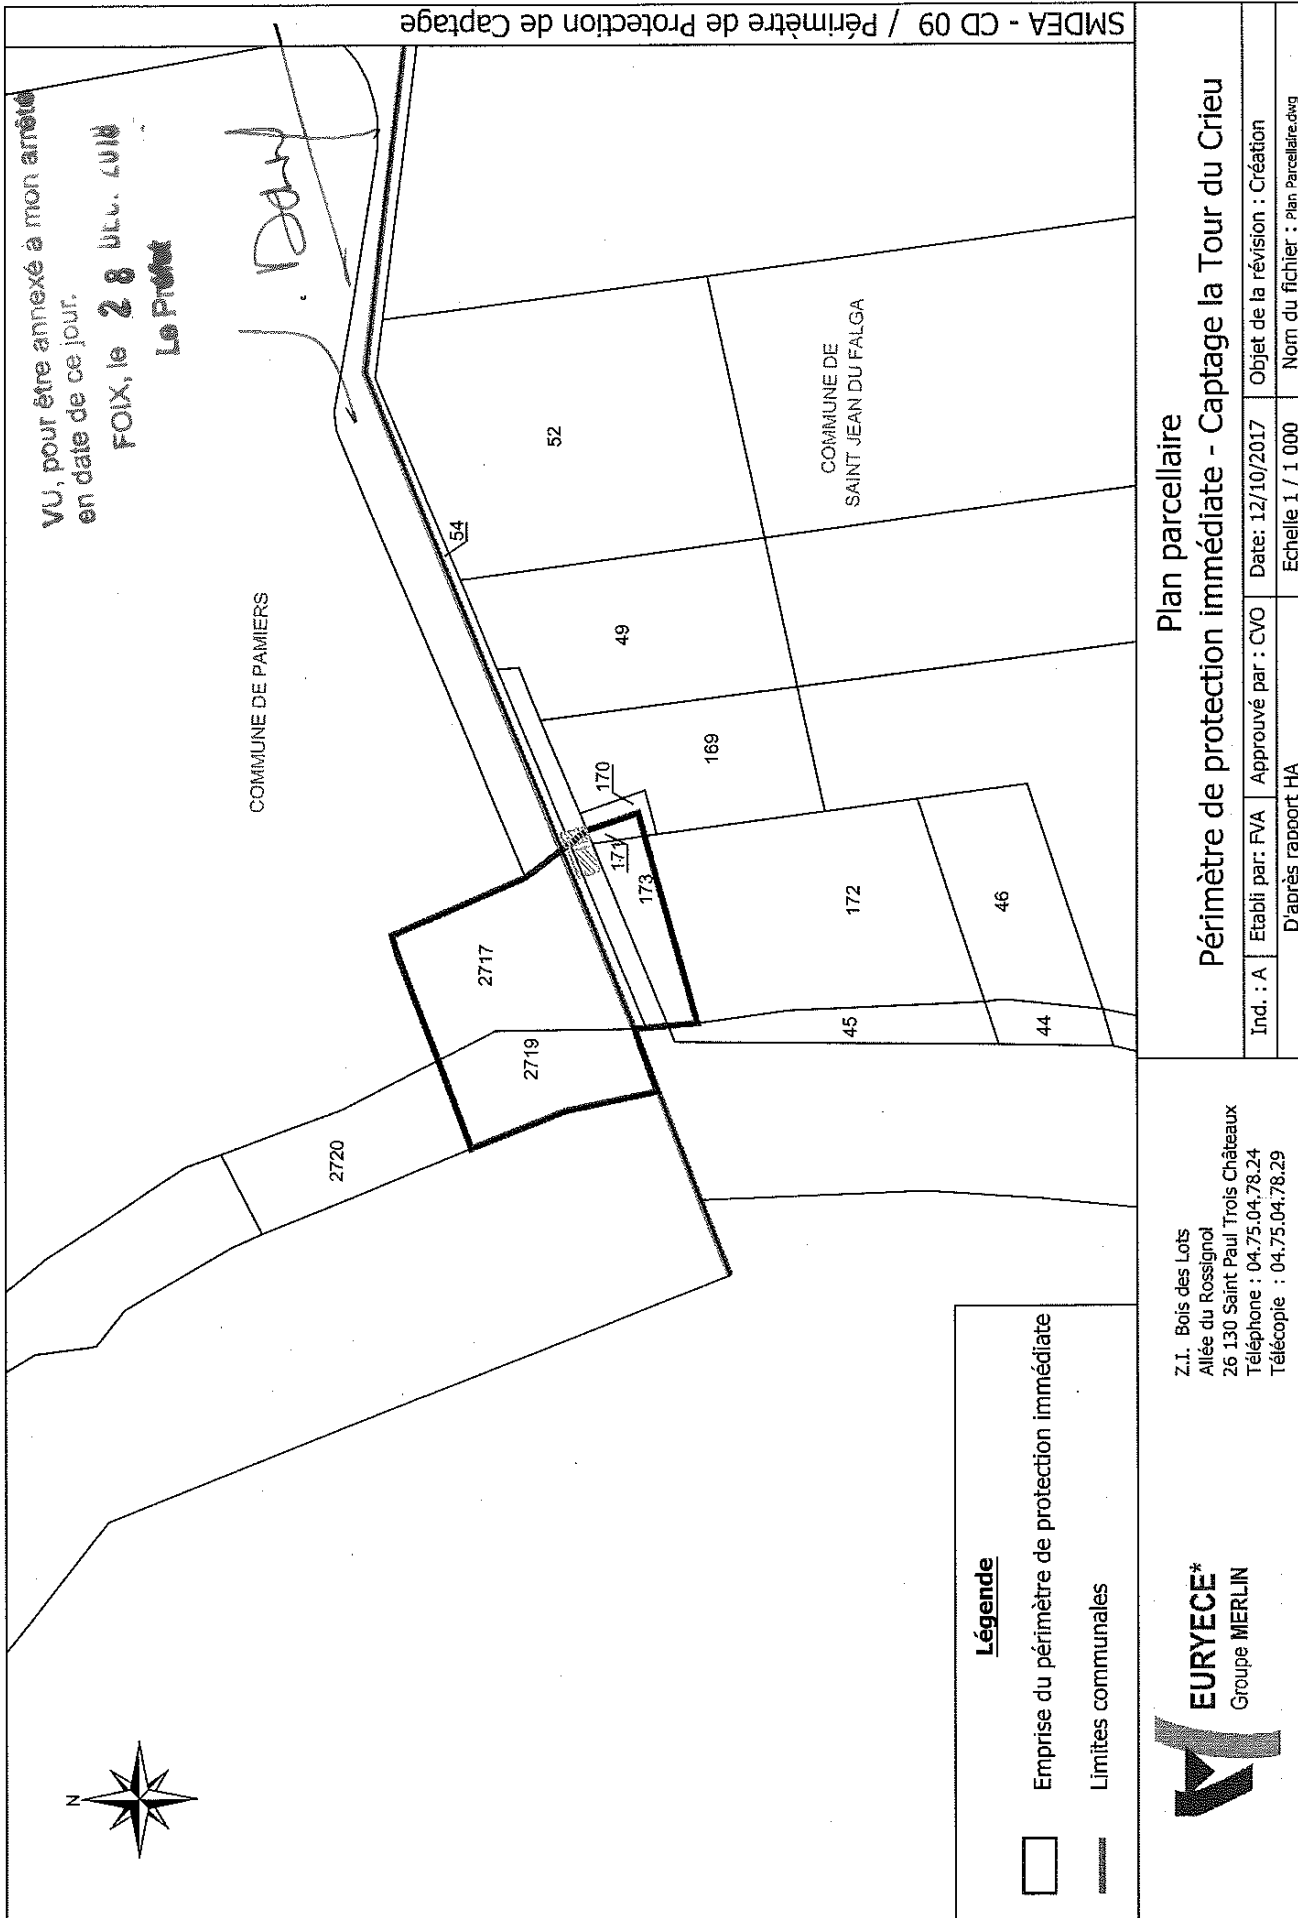 SMDEA - CD 09 / Périmètre de Protection de Captage
VU, pour être annexé à mon arrêté
en date de ce jour.
FOIX, le 28
Le Préfet
N
COMMUNE DE PAMIERS
2720
2719
2717
54
52
49
169
170
171
173
172
45
46
44
COMMUNE DE
SAINT JEAN DU FALGA
Légende
Emprise du périmètre de protection immédiate
Limites communales
EURYECE*
Groupe MERLIN
Z.I. Bois des Lots
Allée du Rossignol
26 130 Saint Paul Trois Châteaux
Téléphone : 04.75.04.78.24
Télécopie : 04.75.04.78.29
Plan parcellaire
Périmètre de protection immédiate - Captage la Tour du Crieu
Ind. : A Etabli par: FVA Approuvé par : CVO Date: 12/10/2017 Objet de la révision : Création
D'après rapport HA Echelle 1 / 1 000 Nom du fichier : Plan Parcellaire.dwg